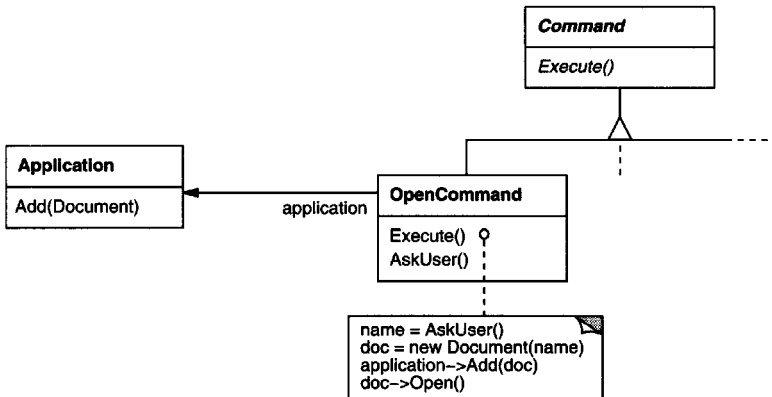 Command
Execute()
Application
Add(Document)
application
OpenCommand
Execute()
AskUser()
name = AskUser()
doc = new Document(name)
application->Add(doc)
doc->Open()